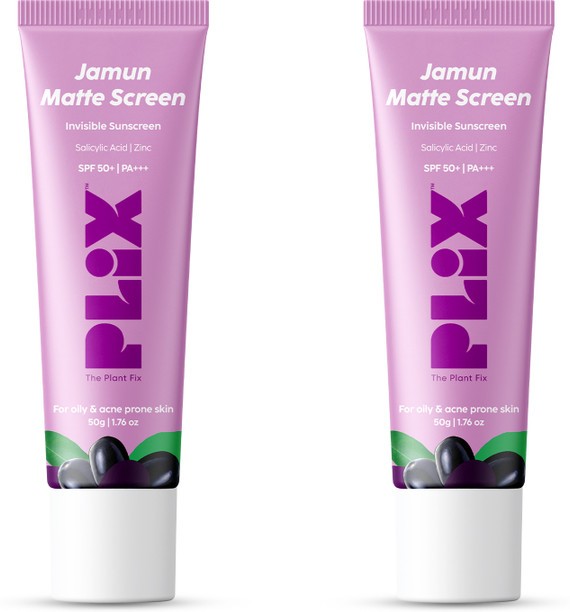 Jamun
Matte Screen
Invisible Sunscreen
Salicylic Acid | Zinc
SPF 50+ | PA+++
PLiX™
The Plant Fix
For oily & acne prone skin
50g | 1.76 oz
Jamun
Matte Screen
Invisible Sunscreen
Salicylic Acid | Zinc
SPF 50+ | PA+++
PLiX™
The Plant Fix
For oily & acne prone skin
50g | 1.76 oz